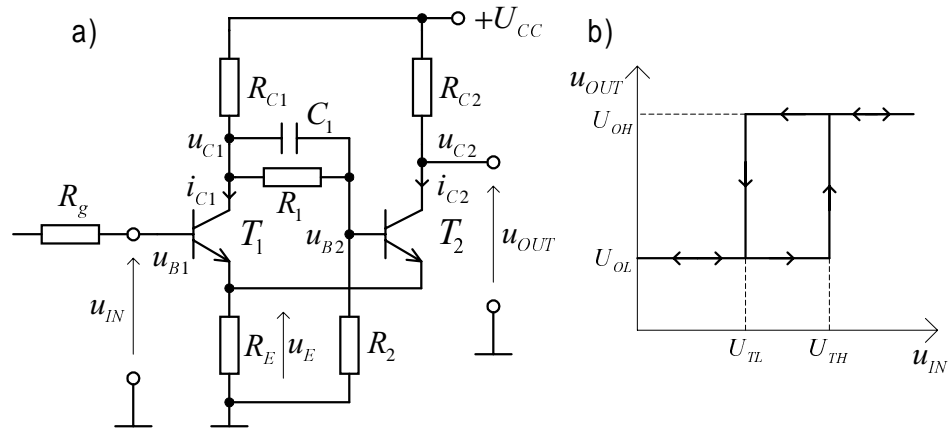 a)
+U_CC
b)
R_C1
R_C2
u_OUT
U_OH
C_1
u_C1
u_C2
i_C1
R_1
i_C2
R_g
T_1
u_B2
T_2
u_OUT
u_B1
U_OL
u_IN
R_E
u_E
R_2
U_TL
U_TH
u_IN